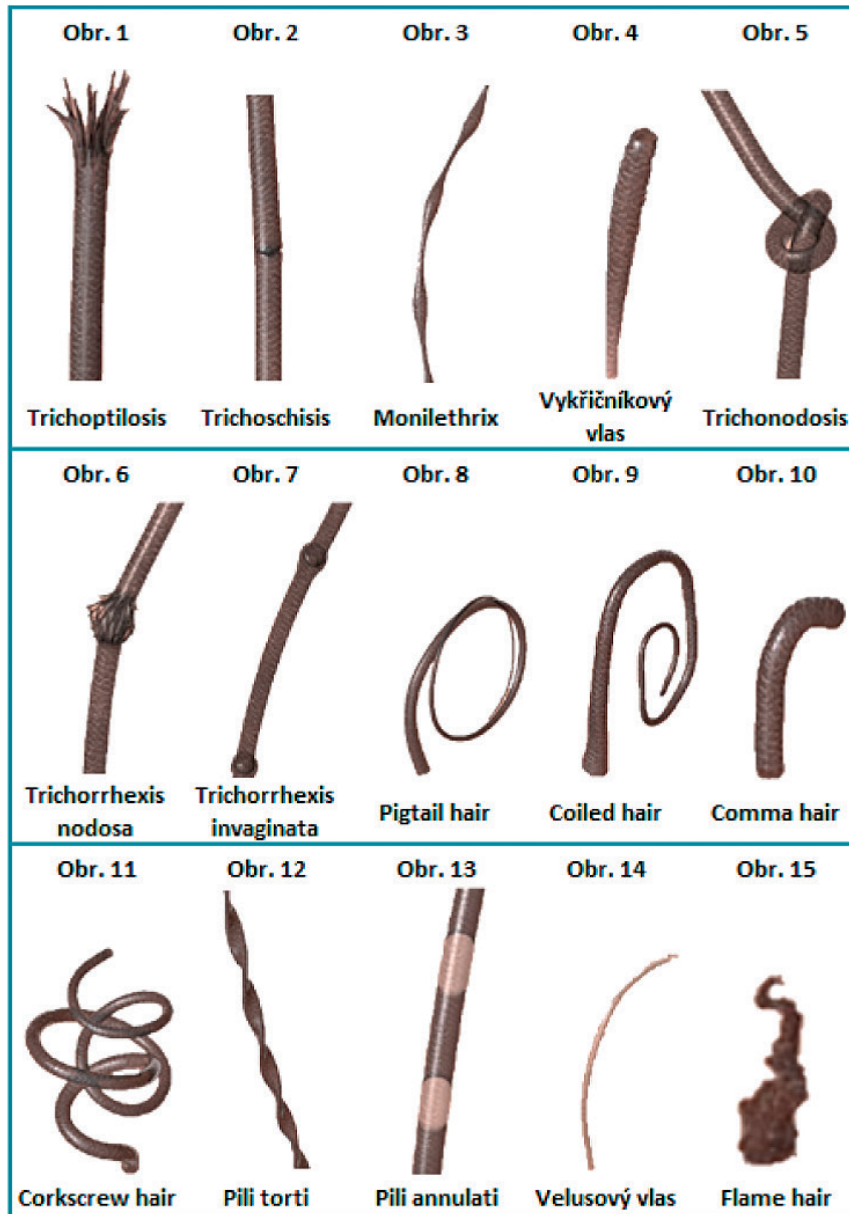 Obr. 1 Obr. 2 Obr. 3 Obr. 4 Obr. 5
Trichoptilosis Trichoschisis Monilethrix Vykřičníkový vlas Trichonodosis
Obr. 6 Obr. 7 Obr. 8 Obr. 9 Obr. 10
Trichorrhexis nodosa Trichorrhexis invaginata Pigtail hair Coiled hair Comma hair
Obr. 11 Obr. 12 Obr. 13 Obr. 14 Obr. 15
Corkscrew hair Pili torti Pili annulati Velusový vlas Flame hair